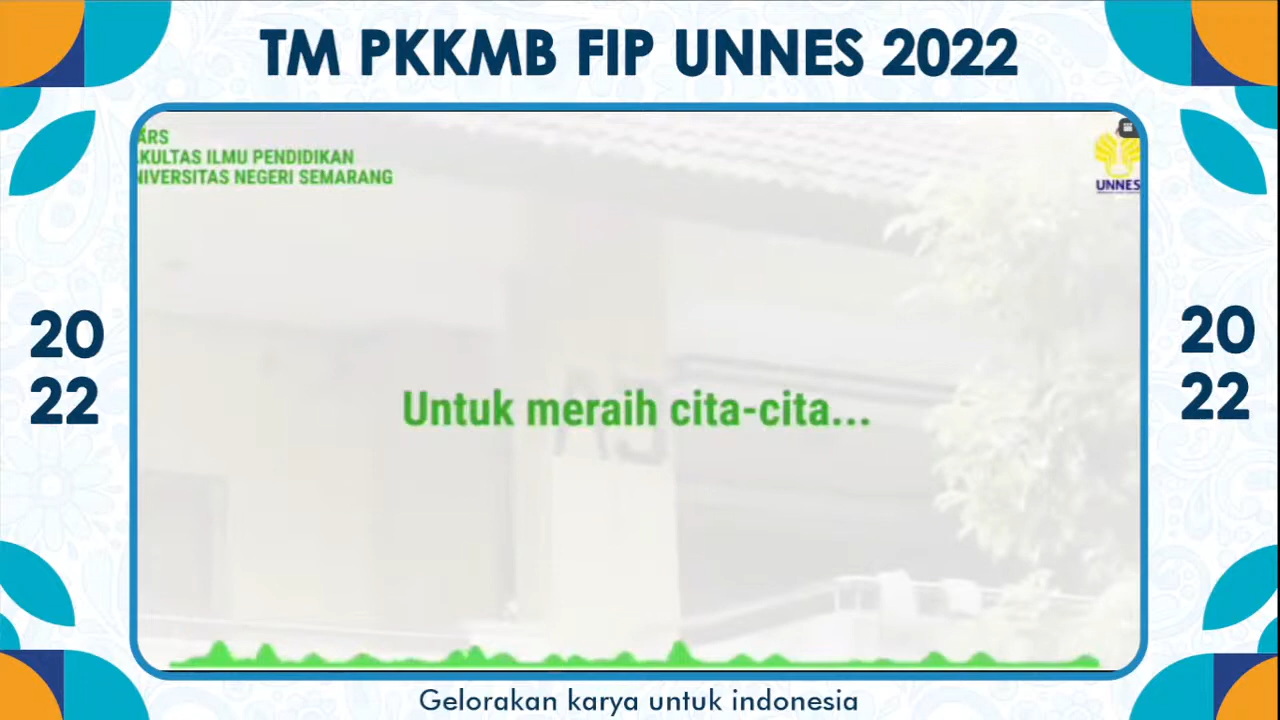 TM PKKMB FIP UNNES 2022
ARS
AKULTAS ILMU PENDIDIKAN
NIVERSITAS NEGERI SEMARANG
UNNES
20
22
20
22
Untuk meraih cita-cita...
Gelorakan karya untuk indonesia